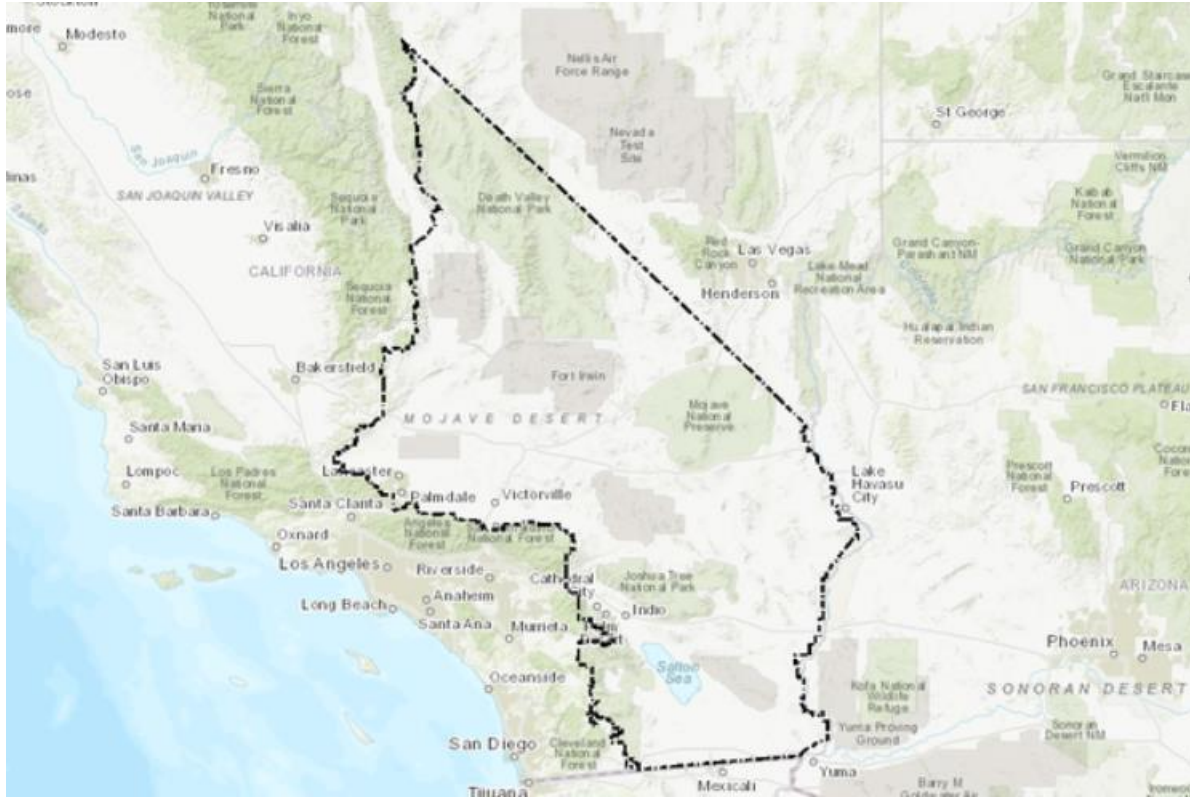 Modesto
Inyo
National
Forest
Sierra
National
Forest
Nellis Air
Force Range
Nevada
Test
Site
Grand Staircase
Escalante
Nat'l Mon
St George
San Joaquin
Fresno
SAN JOAQUIN VALLEY
Sequoia
National
Park
Death Valley
National Park
Vermilion
Cliffs NM
Kaibab
National
Forest
Visalia
CALIFORNIA
Red
Rock
Canyon
Las Vegas
Henderson
Lake Mead
National
Recreation Area
Grand Canyon-
Parashant NM
Grand Canyon
National Park
Sequoia
National
Forest
Hualapai Indian
Reservation
San Luis
Obispo
Bakersfield
Fort Irwin
SAN FRANCISCO PLATEAU
Mojave
National
Preserve
MOJAVE DESERT
Santa Maria
Lompoc
Los Padres
National
Forest
Lancaster
Palmdale
Victorville
Santa Clarita
Santa Barbara
Lake
Havasu
City
Prescott
National
Forest
Prescott
Oxnard
Angeles
National
Forest
National Forest
Los Angeles
Riverside
Cathedral
City
Joshua Tree
National Park
ARIZONA
Long Beach
Anaheim
Santa Ana
Murrieta
Indio
Phoenix
Mesa
Salton
Sea
Oceanside
Kofa National
Wildlife
Refuge
SONORAN DESERT
Yuma Proving
Ground
Sonoran
Desert NM
San Diego
Cleveland
National
Forest
Tijuana
Mexicali
Yuma
Barry M
Goldwater Air